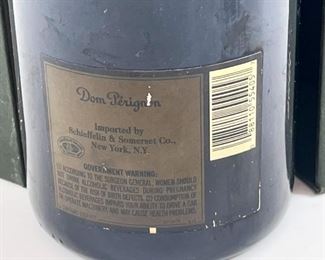 Dom Pérignon
Imported by
Schieffelin & Somerset Co.,
New York, N.Y.
GOVERNMENT WARNING:
(1) ACCORDING TO THE SURGEON GENERAL, WOMEN SHOULD
NOT DRINK ALCOHOLIC BEVERAGES DURING PREGNANCY
BECAUSE OF THE RISK OF BIRTH DEFECTS. (2) CONSUMPTION OF
ALCOHOLIC BEVERAGES IMPAIRS YOUR ABILITY TO DRIVE A CAR
OR OPERATE MACHINERY, AND MAY CAUSE HEALTH PROBLEMS.